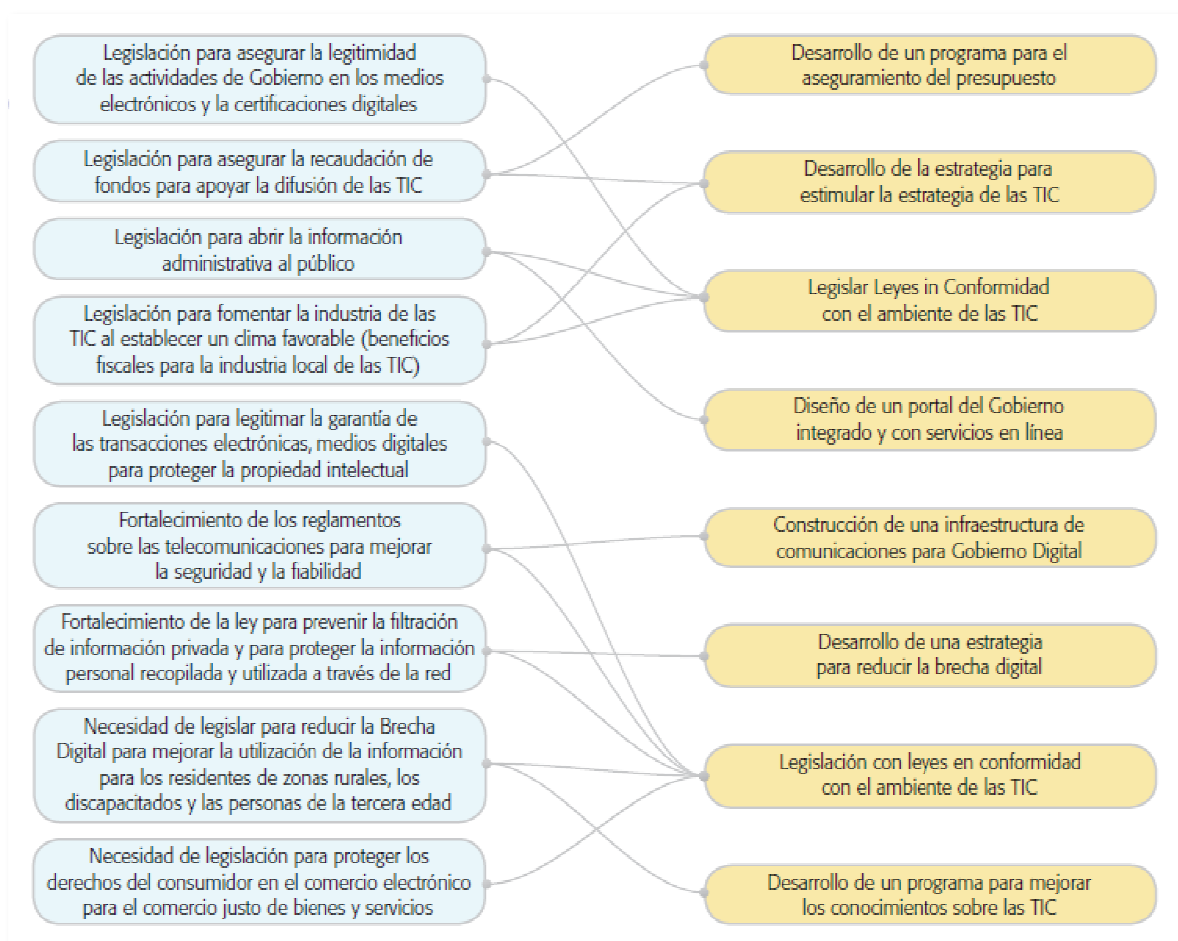 Legislación para asegurar la legitimidad
de las actividades de Gobierno en los medios
electrónicos y la certificaciones digitales
Legislación para asegurar la recaudación de
fondos para apoyar la difusión de las TIC
Legislación para abrir la información
administrativa al público
Legislación para fomentar la industria de las
TIC al establecer un clima favorable (beneficios
fiscales para la industria local de las TIC)
Legislación para legitimar la garantía de
las transacciones electrónicas, medios digitales
para proteger la propiedad intelectual
Fortalecimiento de los reglamentos
sobre las telecomunicaciones para mejorar
la seguridad y la fiabilidad
Fortalecimiento de la ley para prevenir la filtración
de información privada y para proteger la información
personal recopilada y utilizada a través de la red
Necesidad de legislar para reducir la Brecha
Digital para mejorar la utilización de la información
para los residentes de zonas rurales, los
discapacitados y las personas de la tercera edad
Necesidad de legislación para proteger los
derechos del consumidor en el comercio electrónico
para el comercio justo de bienes y servicios
Desarrollo de un programa para el
aseguramiento del presupuesto
Desarrollo de la estrategia para
estimular la estrategia de las TIC
Legislar Leyes in Conformidad
con el ambiente de las TIC
Diseño de un portal del Gobierno
integrado y con servicios en línea
Construcción de una infraestructura de
comunicaciones para Gobierno Digital
Desarrollo de una estrategia
para reducir la brecha digital
Legislación con leyes en conformidad
con el ambiente de las TIC
Desarrollo de un programa para mejorar
los conocimientos sobre las TIC